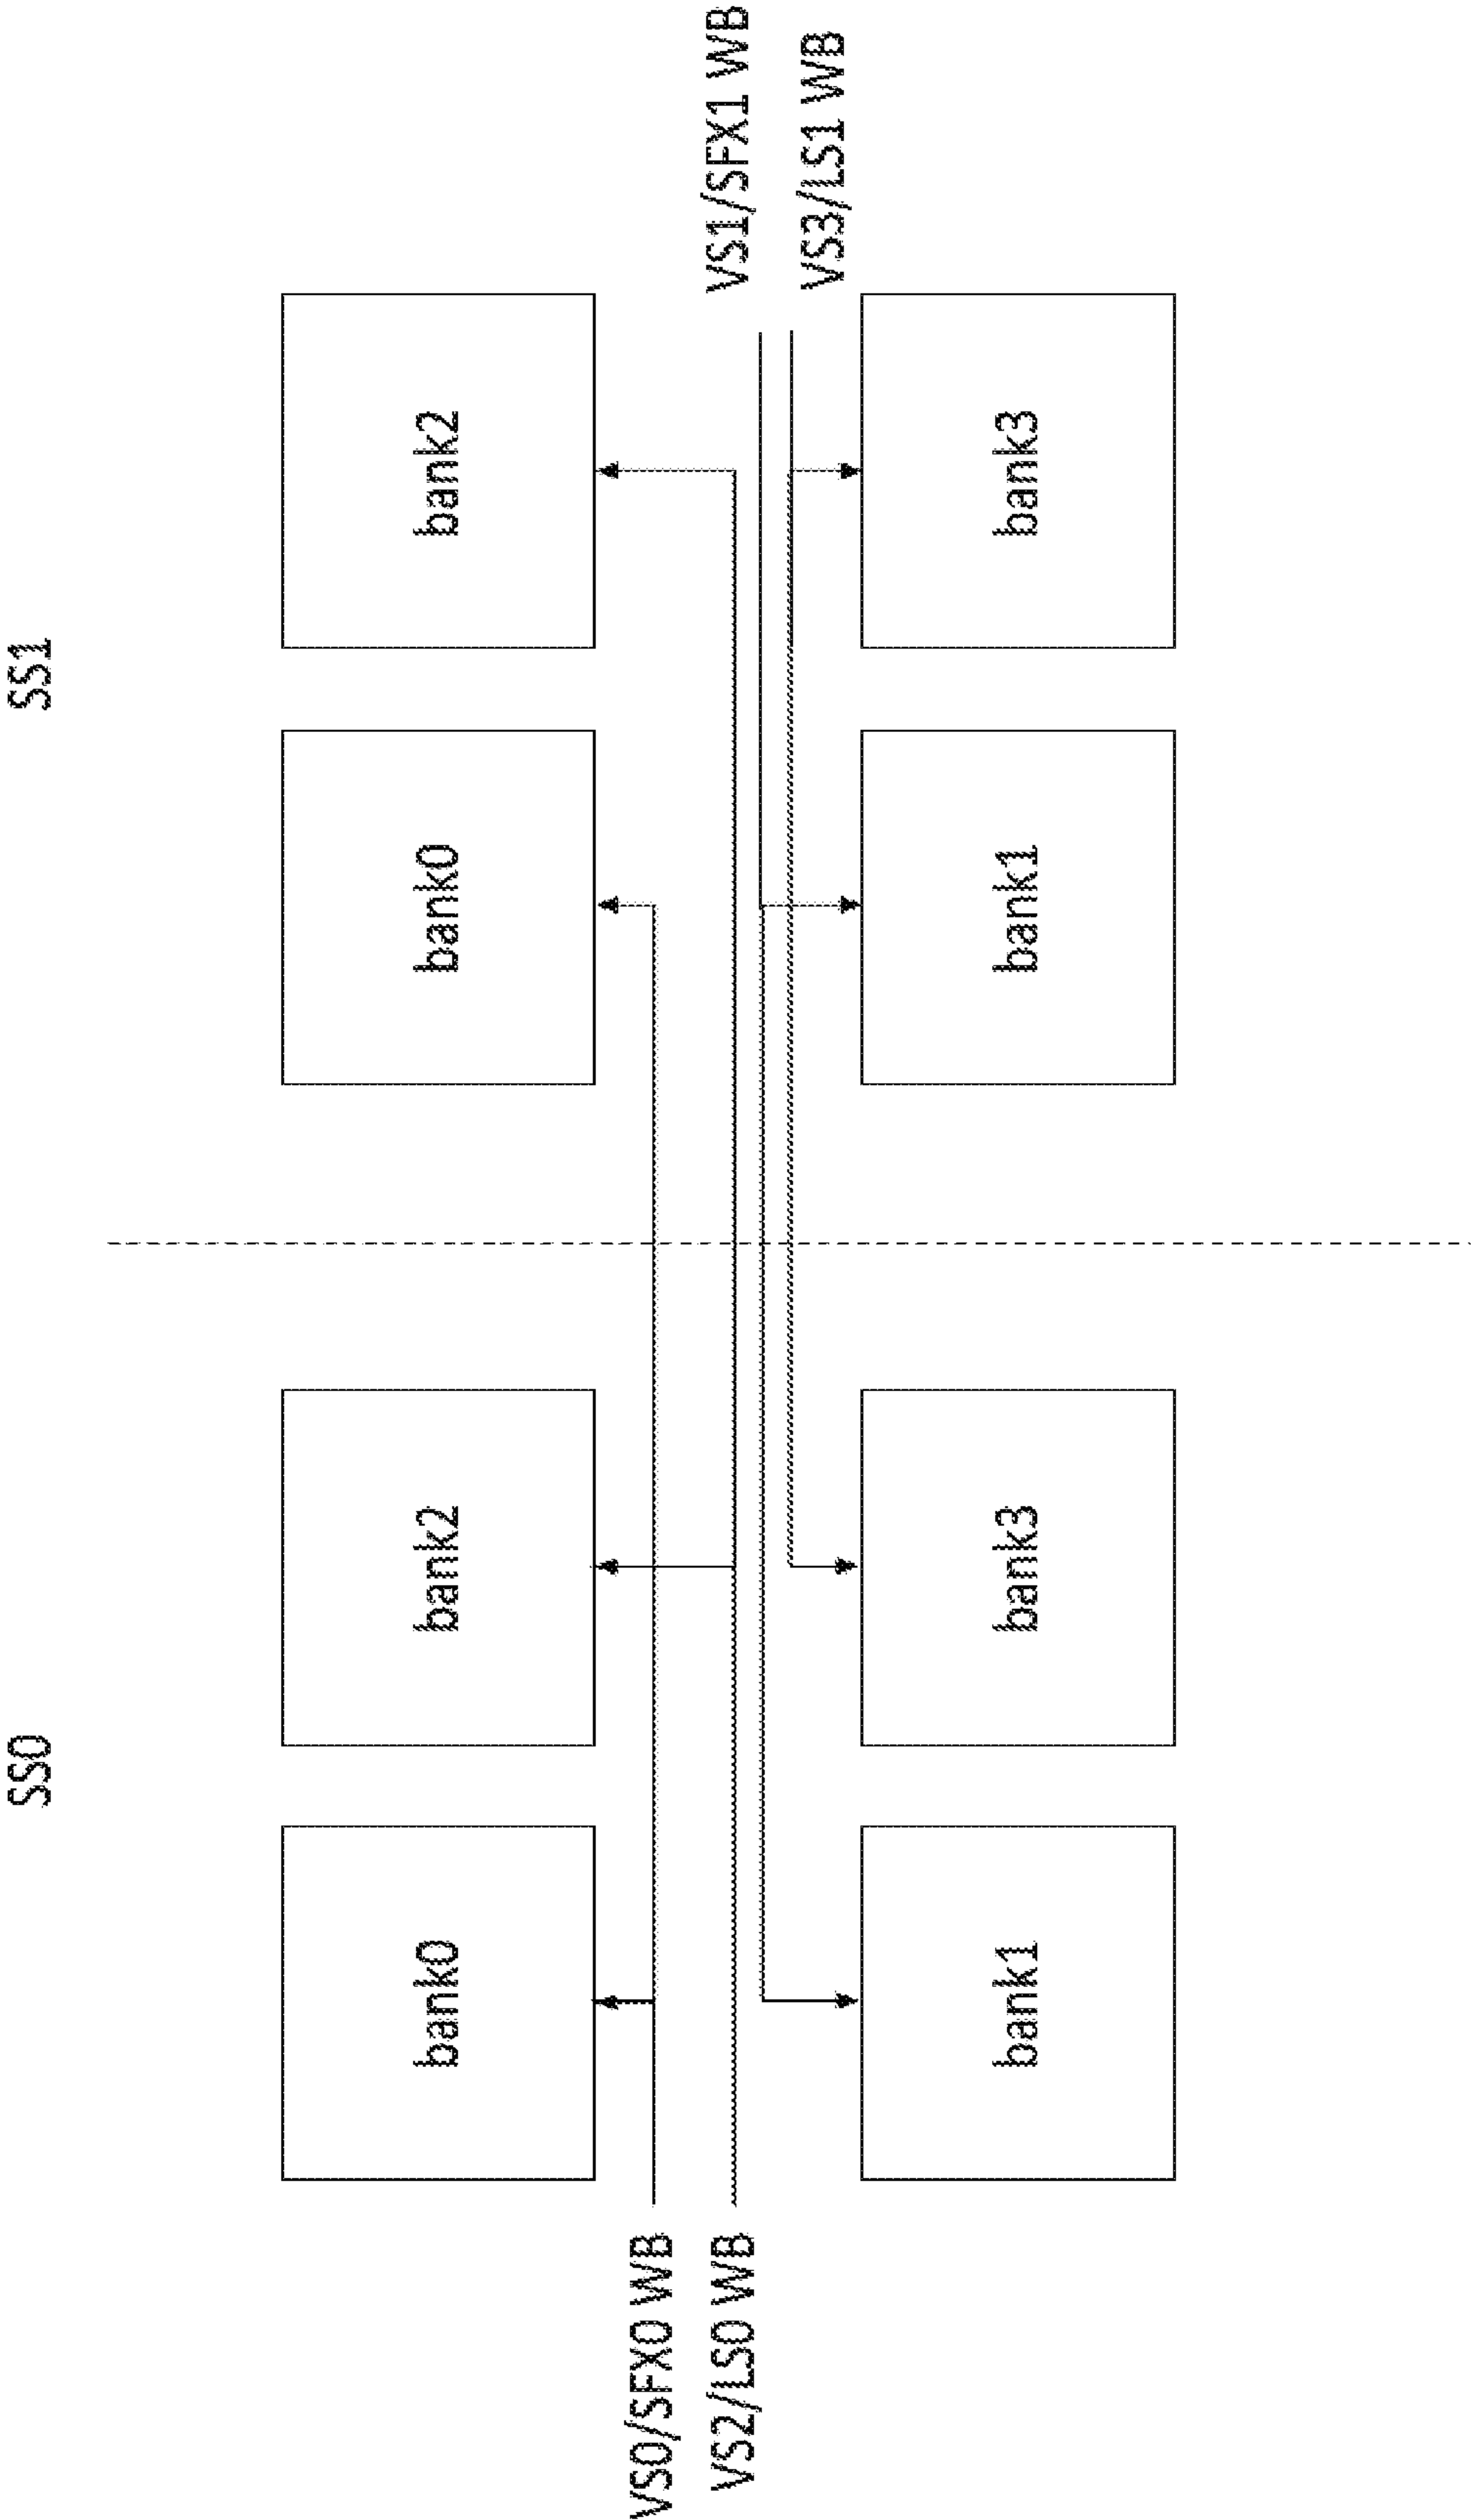 SS0
SS1
bank0
bank2
bank0
bank2
VS0/SFX0 WB
VS2/LS0 WB
VS1/SFX1 WB
VS3/LS1 WB
bank1
bank3
bank1
bank3